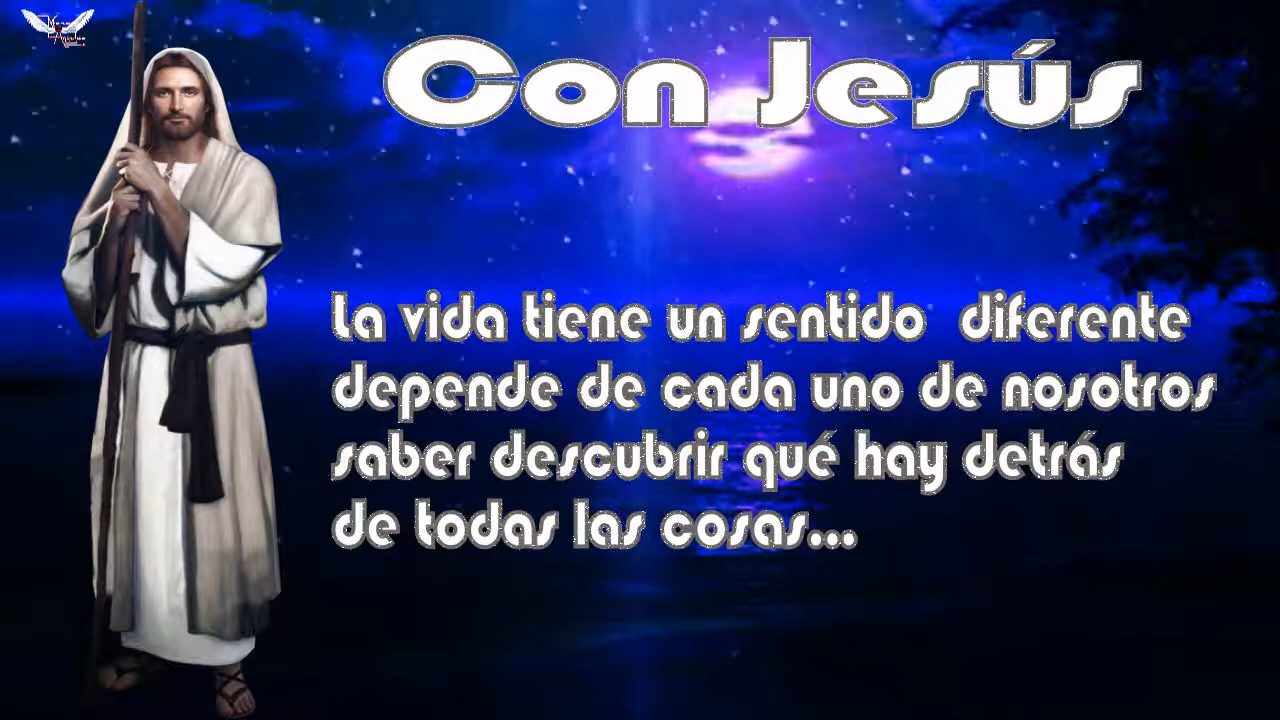 Con Jesús
La vida tiene un sentido diferente
depende de cada uno de nosotros
saber descubrir qué hay detrás
de todas las cosas...